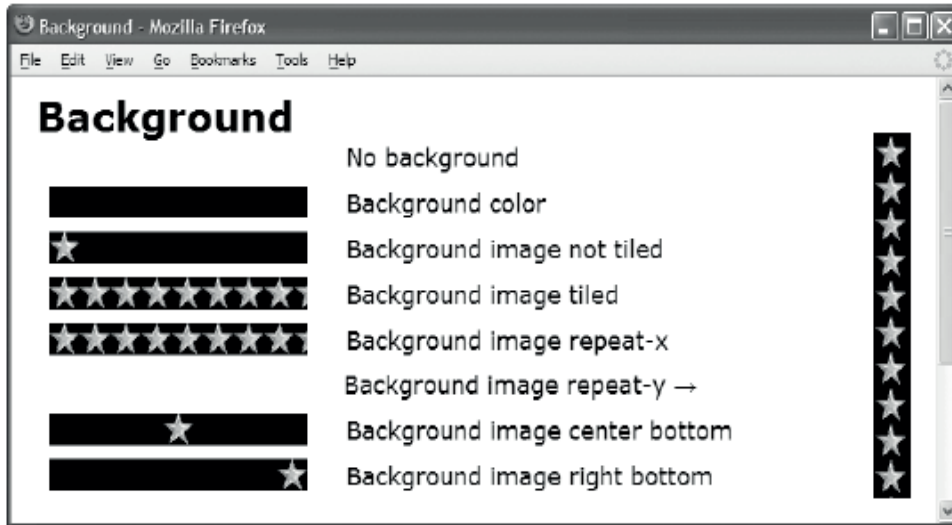 Background - Mozilla Firefox
File Edit View Go Bookmarks Tools Help
Background
No background
Background color
Background image not tiled
Background image tiled
Background image repeat-x
Background image repeat-y →
Background image center bottom
Background image right bottom